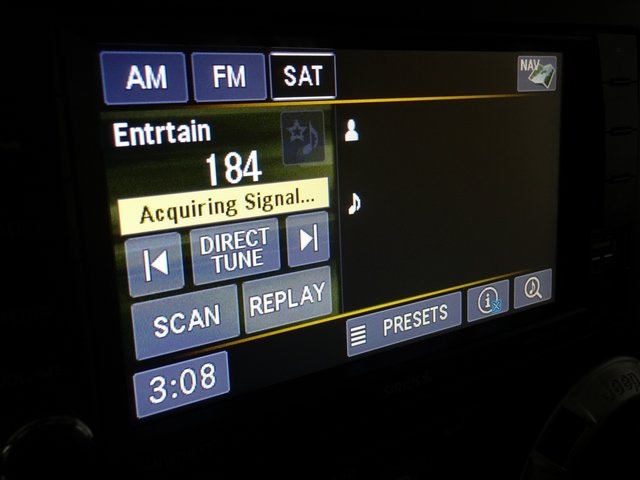 AM FM SAT NAV
Entrtain
184
Acquiring Signal...
DIRECT
TUNE
SCAN REPLAY
PRESETS
3:08